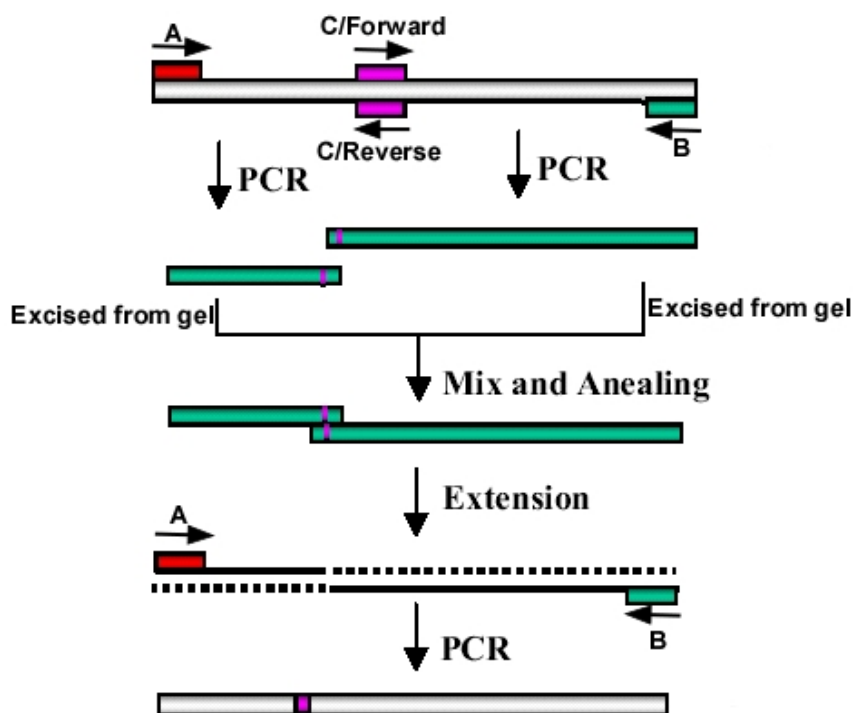 C/Forward
A
C/Reverse
B
PCR
PCR
Excised from gel
Excised from gel
Mix and Anealing
Extension
A
B
PCR